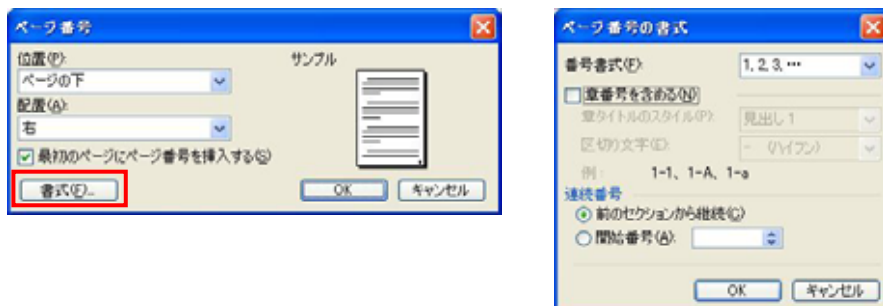 ページ番号
位置(P):
サンプル
ページの下
配置(A):
右
最初のページにページ番号を挿入する(S)
書式(F)...
OK
キャンセル
ページ番号の書式
番号書式(F):
1, 2, 3, …
章番号を含める(N)
章タイトルのスタイル(P):
見出し 1
区切り文字(E):
- (ハイフン)
例:
1-1、1-A、1-a
連続番号
前のセクションから継続(C)
開始番号(A):
OK
キャンセル